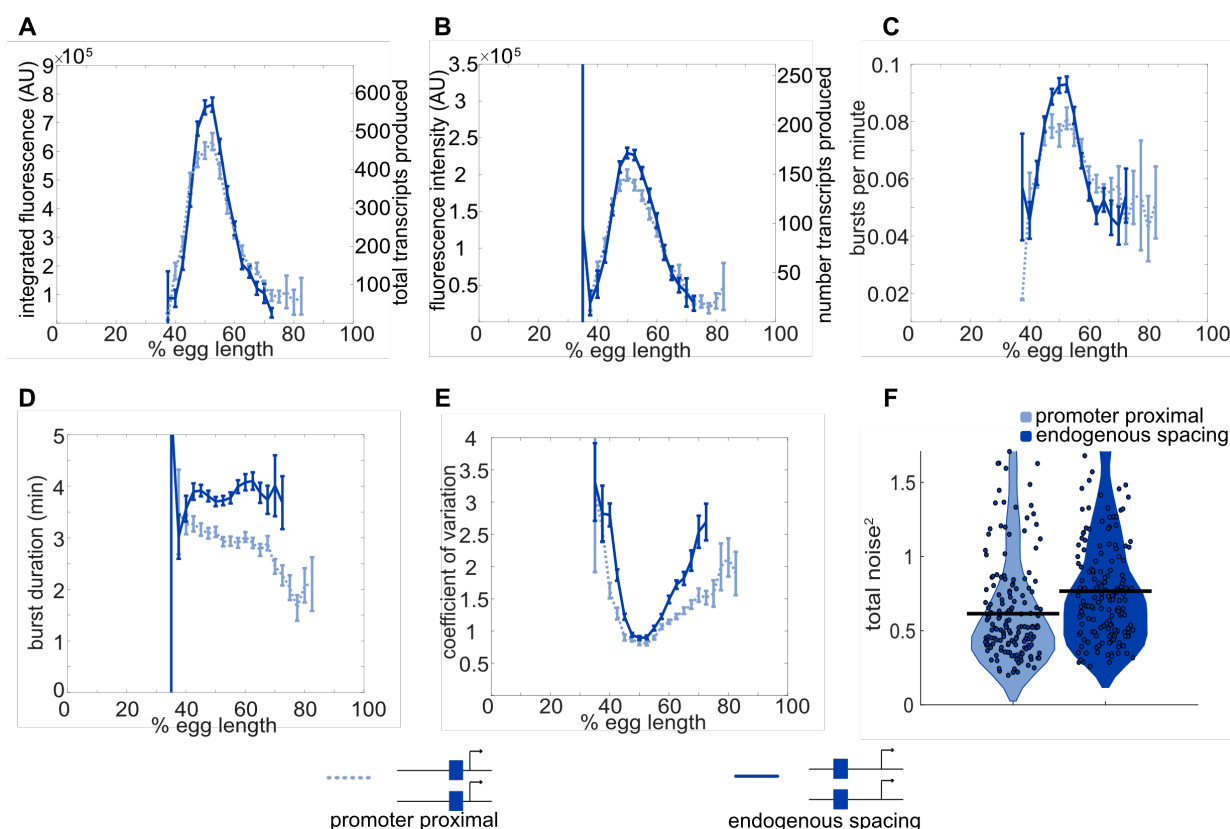 A
×10⁵
9
8
7
6
5
4
3
2
1
integrated fluorescence (AU)
600
500
400
300
200
100
total transcripts produced
0 20 40 60 80 100
% egg length
B
×10⁵
3.5
3
2.5
2
1.5
1
0.5
0
fluorescence intensity (AU)
250
200
150
100
50
number transcripts produced
0 20 40 60 80 100
% egg length
C
0.1
0.08
0.06
0.04
0.02
bursts per minute
0 20 40 60 80 100
% egg length
D
5
4
3
2
1
0
burst duration (min)
0 20 40 60 80 100
% egg length
E
4
3.5
3
2.5
2
1.5
1
0.5
coefficient of variation
0 20 40 60 80 100
% egg length
F
promoter proximal
endogenous spacing
1.5
1
0.5
0
total noise²
promoter proximal
endogenous spacing